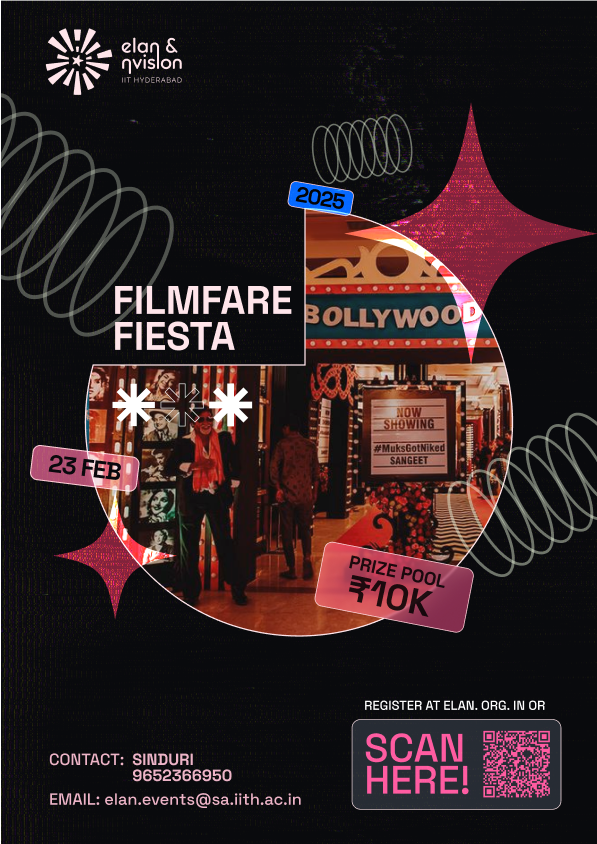 elan &
ηvision
IIT HYDERABAD
2025
FILMFARE
FIESTA
BOLLYWOOD
NOW
SHOWING
#MuksGotNiked
SANGEET
23 FEB
PRIZE POOL
₹10K
REGISTER AT ELAN. ORG. IN OR
SCAN
HERE!
CONTACT: SINDURI
9652366950
EMAIL: elan.events@sa.iith.ac.in